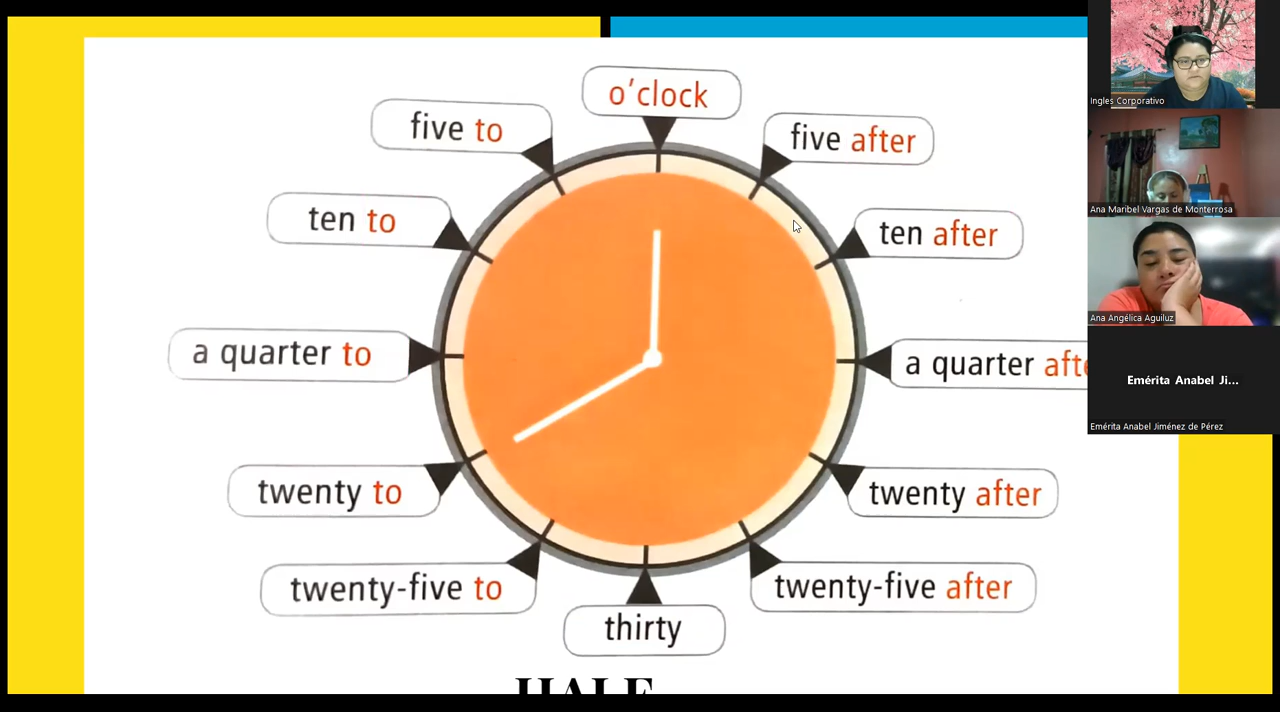 o'clock
five to
five after
ten to
ten after
a quarter to
a quarter
twenty to
twenty after
twenty-five to
twenty-five after
thirty
HALF
Ingles Corporativo
Ana Maribel Vargas de Monterrosa
Ana Angélica Aguiluz
Emérita Anabel Ji...
Emérita Anabel Jiménez de Pérez